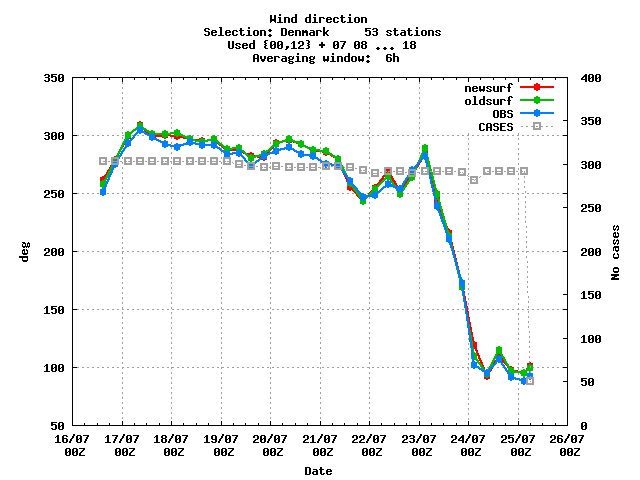 Wind direction
Selection: Denmark 53 stations
Used {00,12} + 07 08 ... 18
Averaging window: 6h
newsurf
oldsurf
OBS
CASES
350
300
250
200
150
100
50
deg
400
350
300
250
200
150
100
50
0
No cases
16/07 17/07 18/07 19/07 20/07 21/07 22/07 23/07 24/07 25/07 26/07
00Z 00Z 00Z 00Z 00Z 00Z 00Z 00Z 00Z 00Z 00Z
Date